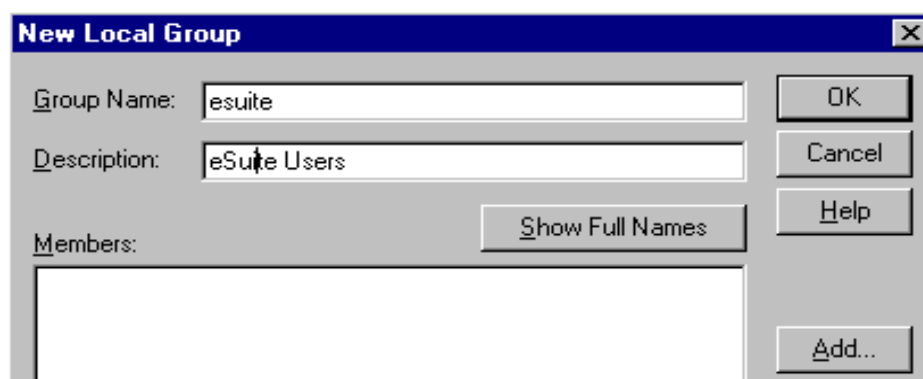 New Local Group
Group Name: esuite OK
Description: eSuite Users Cancel
Show Full Names Help
Members:
Add...